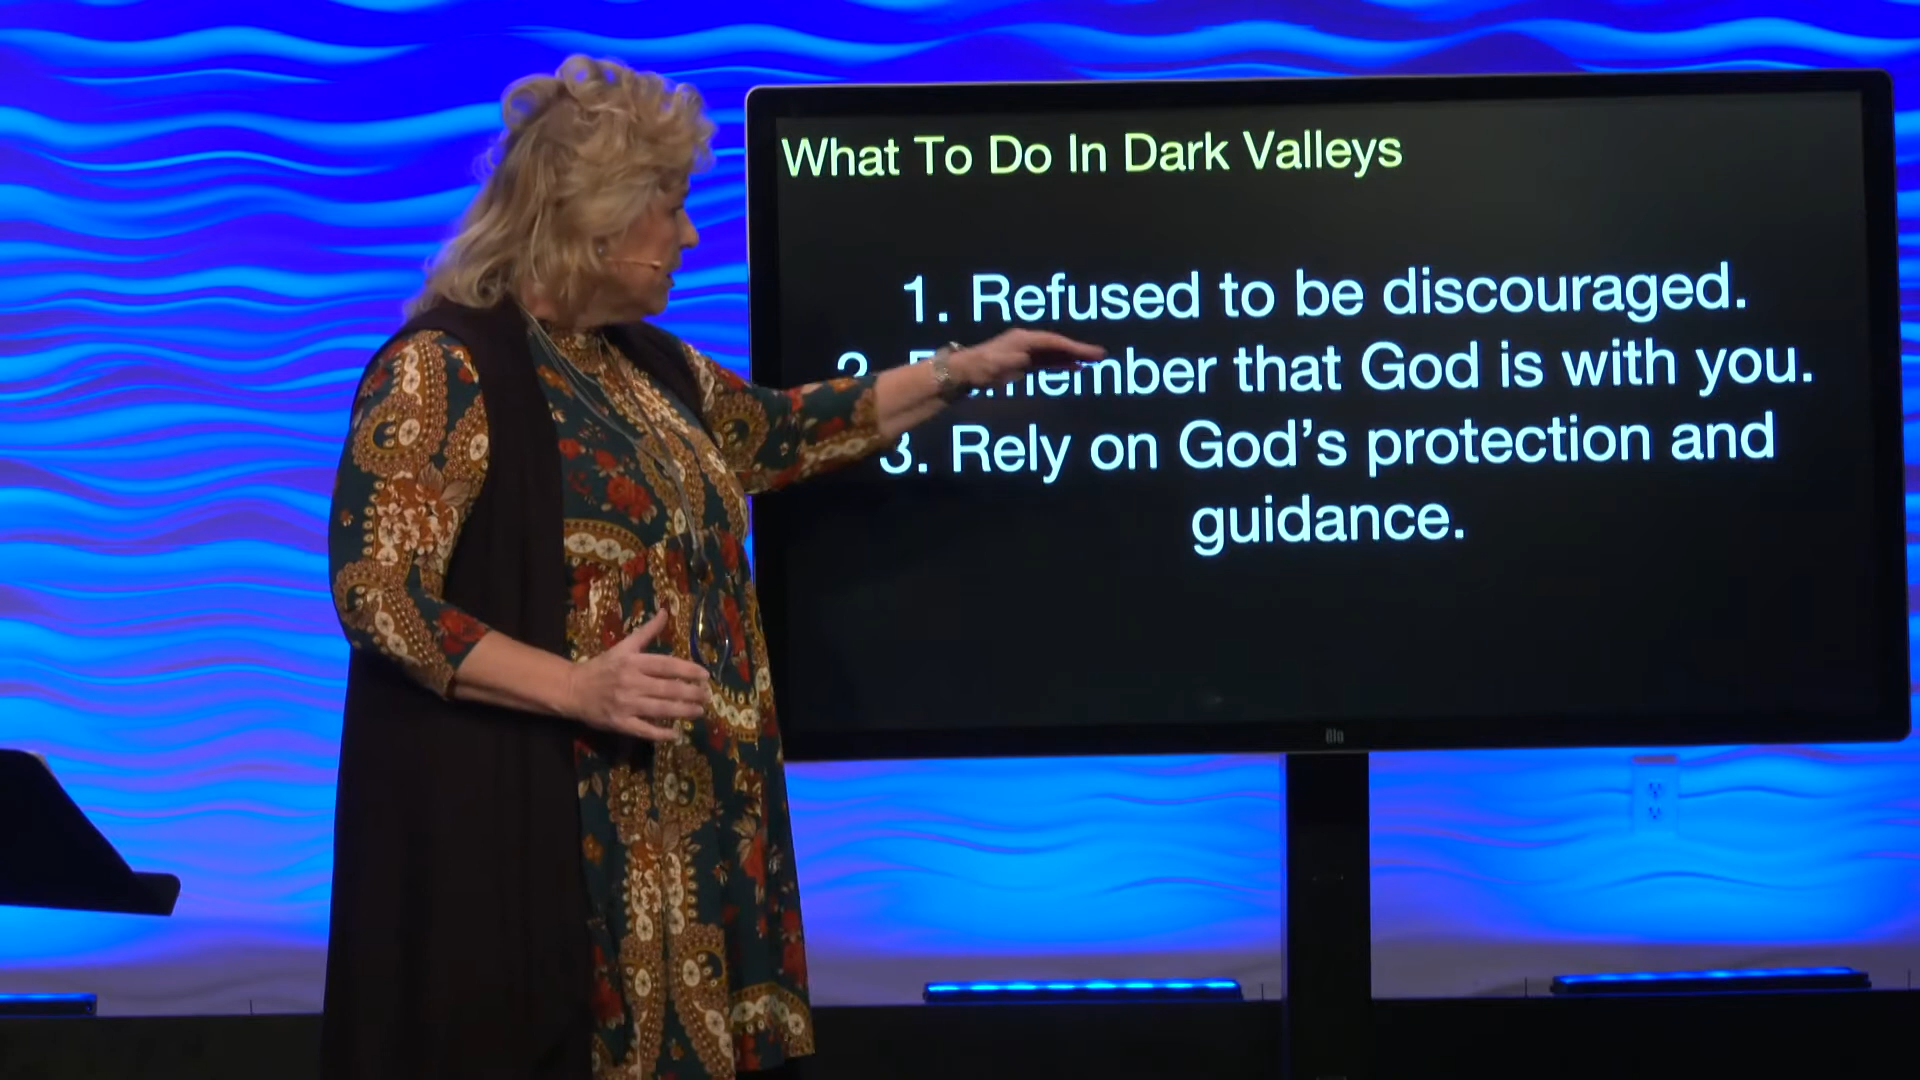 What To Do In Dark Valleys
1. Refused to be discouraged.
2. Remember that God is with you.
3. Rely on God's protection and
guidance.
elo